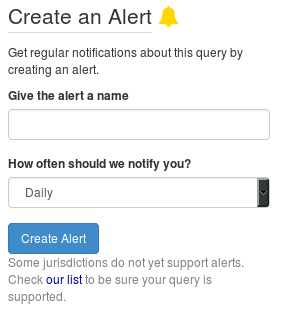 Create an Alert
Get regular notifications about this query by
creating an alert.
Give the alert a name
How often should we notify you?
Daily
Create Alert
Some jurisdictions do not yet support alerts.
Check our list to be sure your query is
supported.